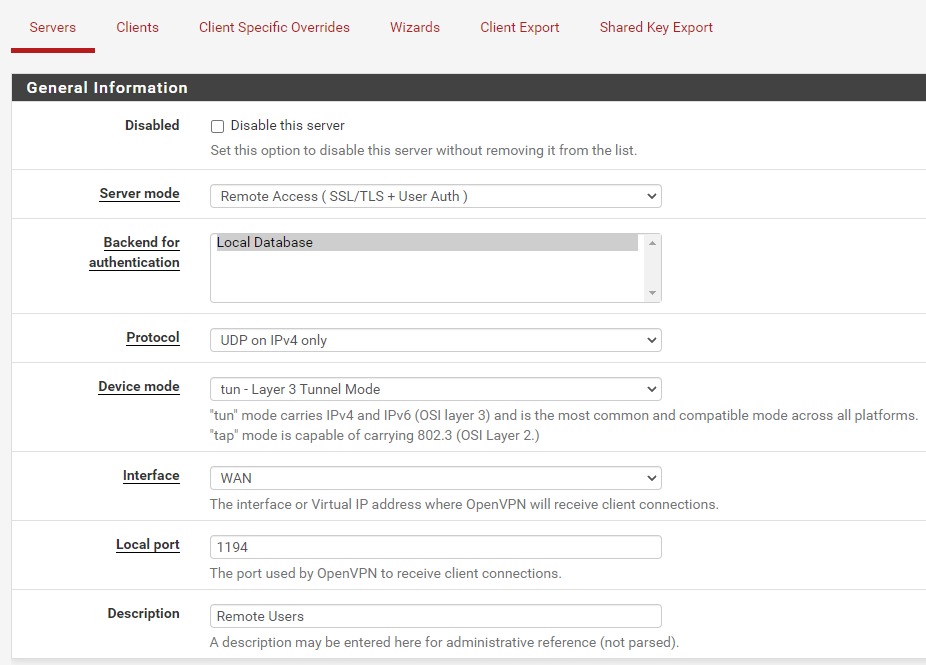 Servers Clients Client Specific Overrides Wizards Client Export Shared Key Export
General Information
Disabled Disable this server
Set this option to disable this server without removing it from the list.
Server mode Remote Access ( SSL/TLS + User Auth )
Backend for authentication Local Database
Protocol UDP on IPv4 only
Device mode tun - Layer 3 Tunnel Mode
"tun" mode carries IPv4 and IPv6 (OSI layer 3) and is the most common and compatible mode across all platforms.
"tap" mode is capable of carrying 802.3 (OSI Layer 2.)
Interface WAN
The interface or Virtual IP address where OpenVPN will receive client connections.
Local port 1194
The port used by OpenVPN to receive client connections.
Description Remote Users
A description may be entered here for administrative reference (not parsed).